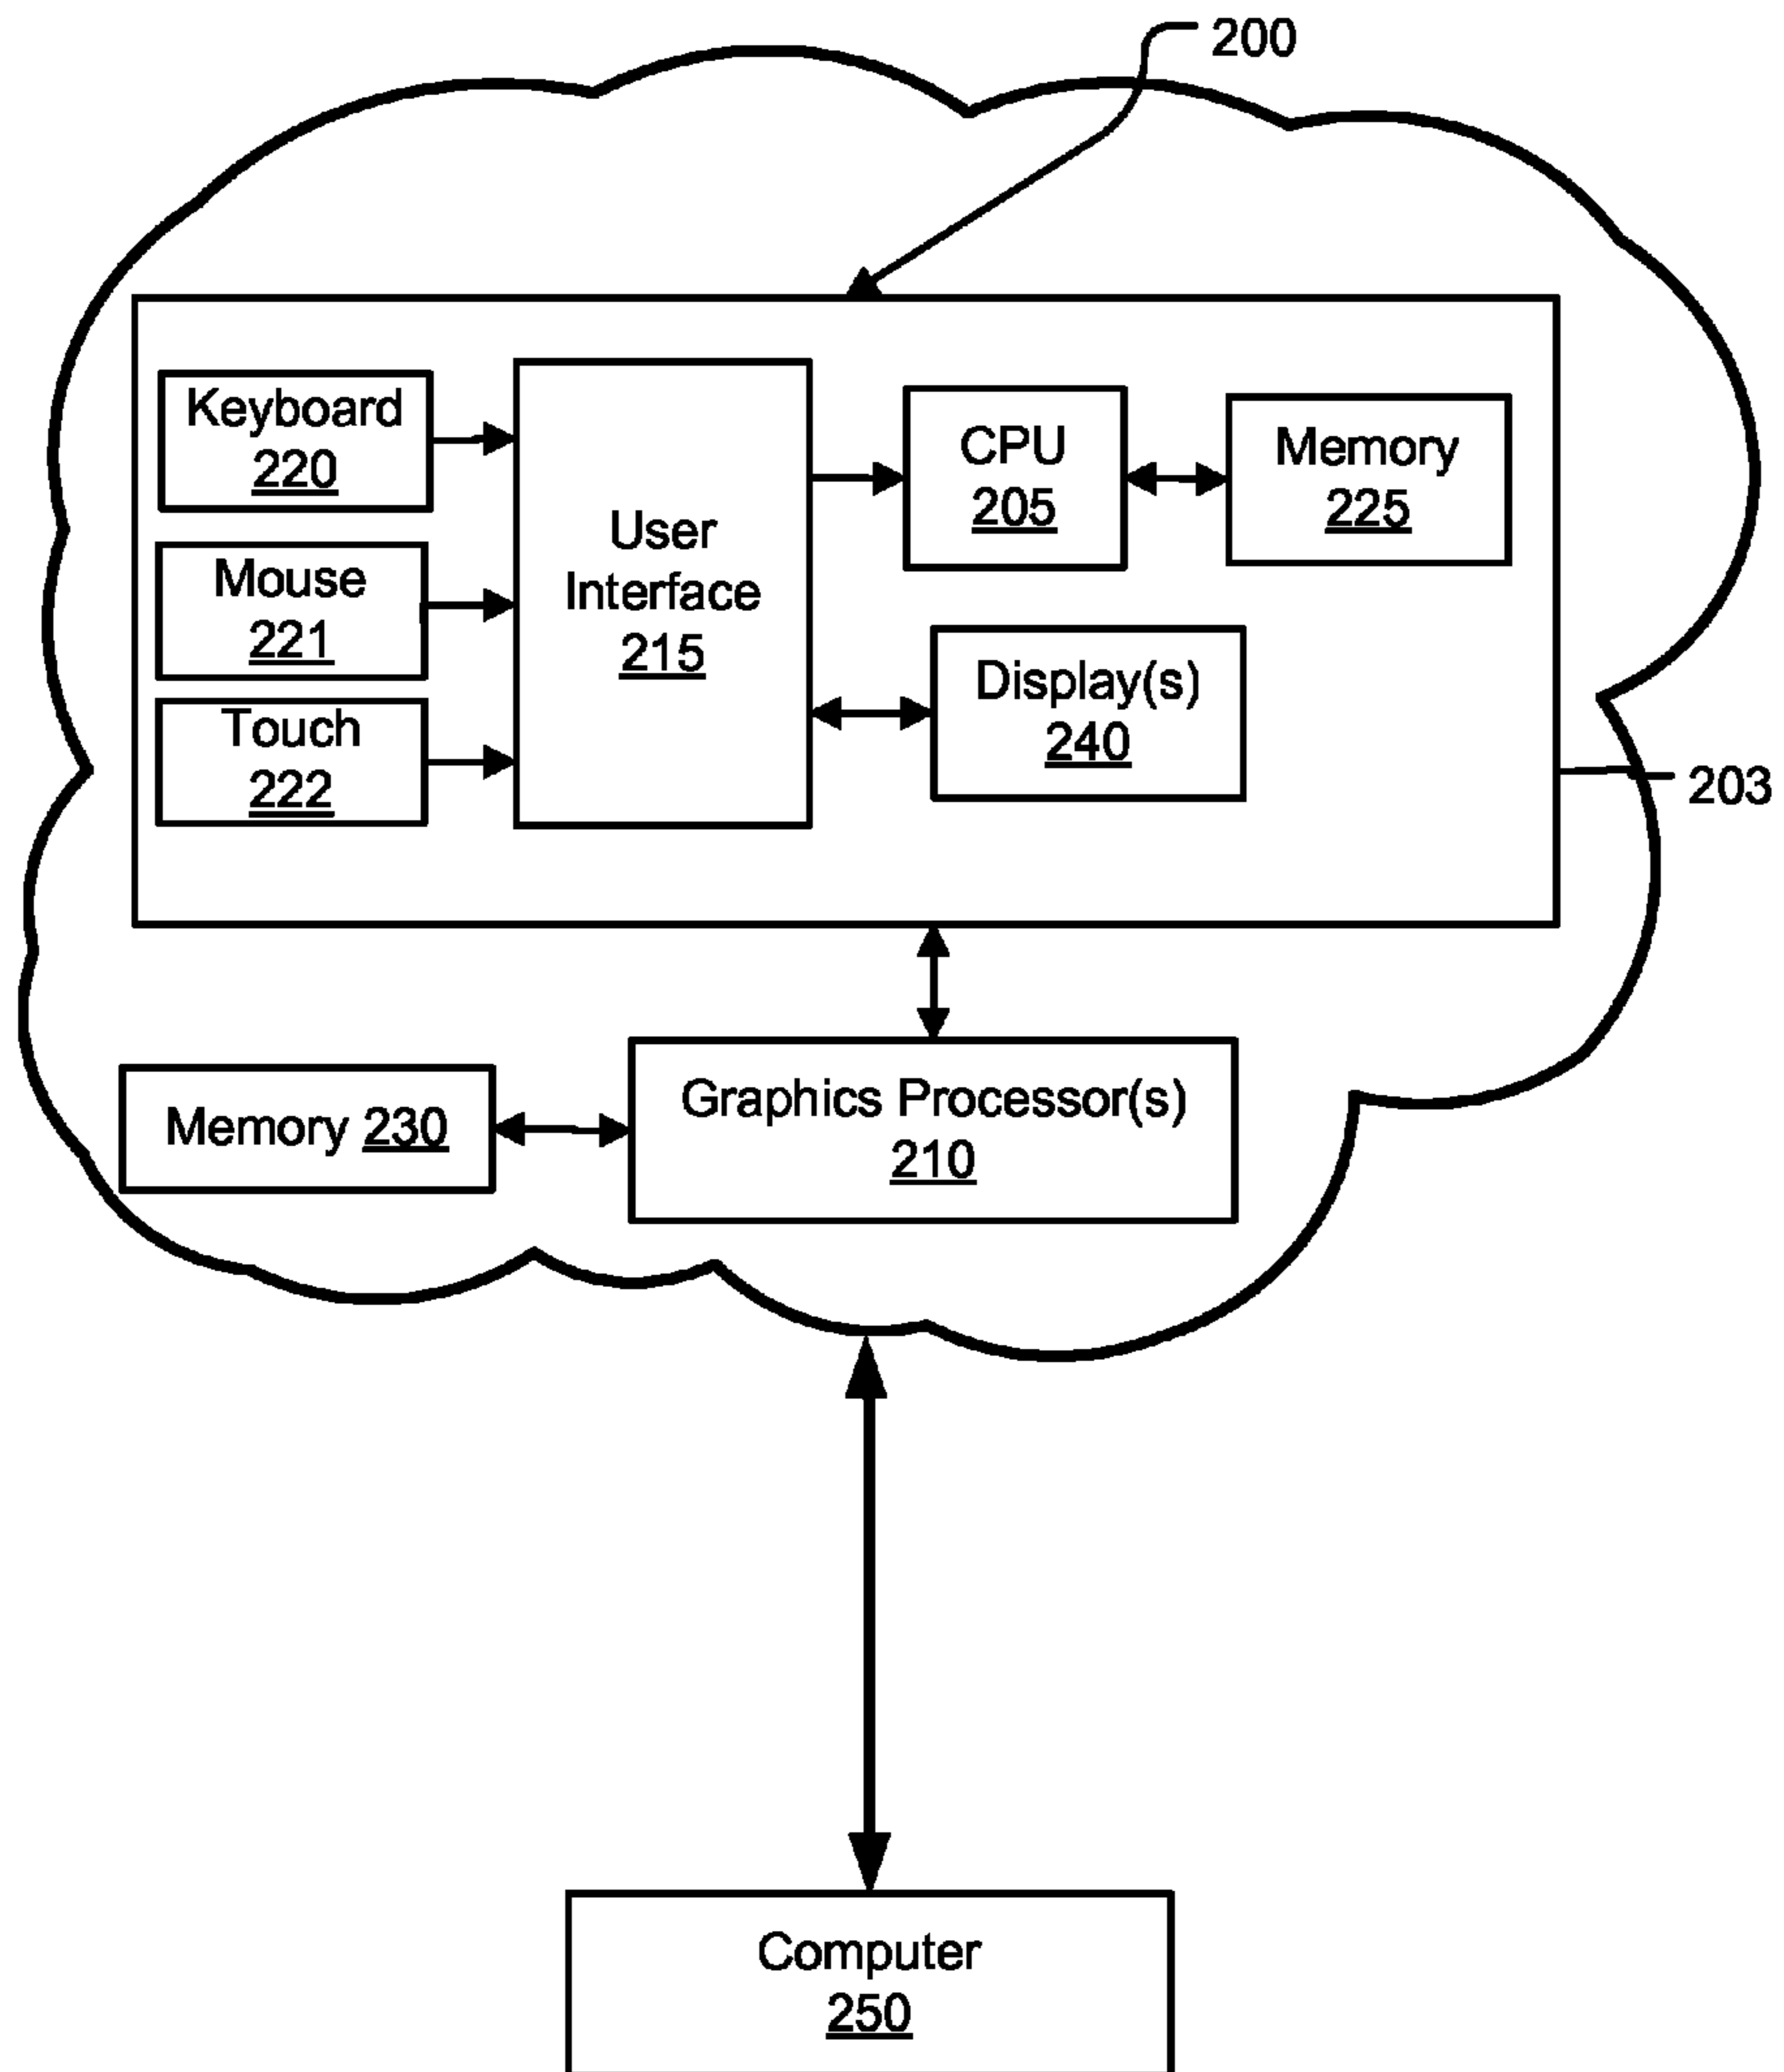 200
Keyboard
220
Mouse
221
Touch
222
User
Interface
215
CPU
205
Memory
225
Display(s)
240
203
Memory 230
Graphics Processor(s)
210
Computer
250